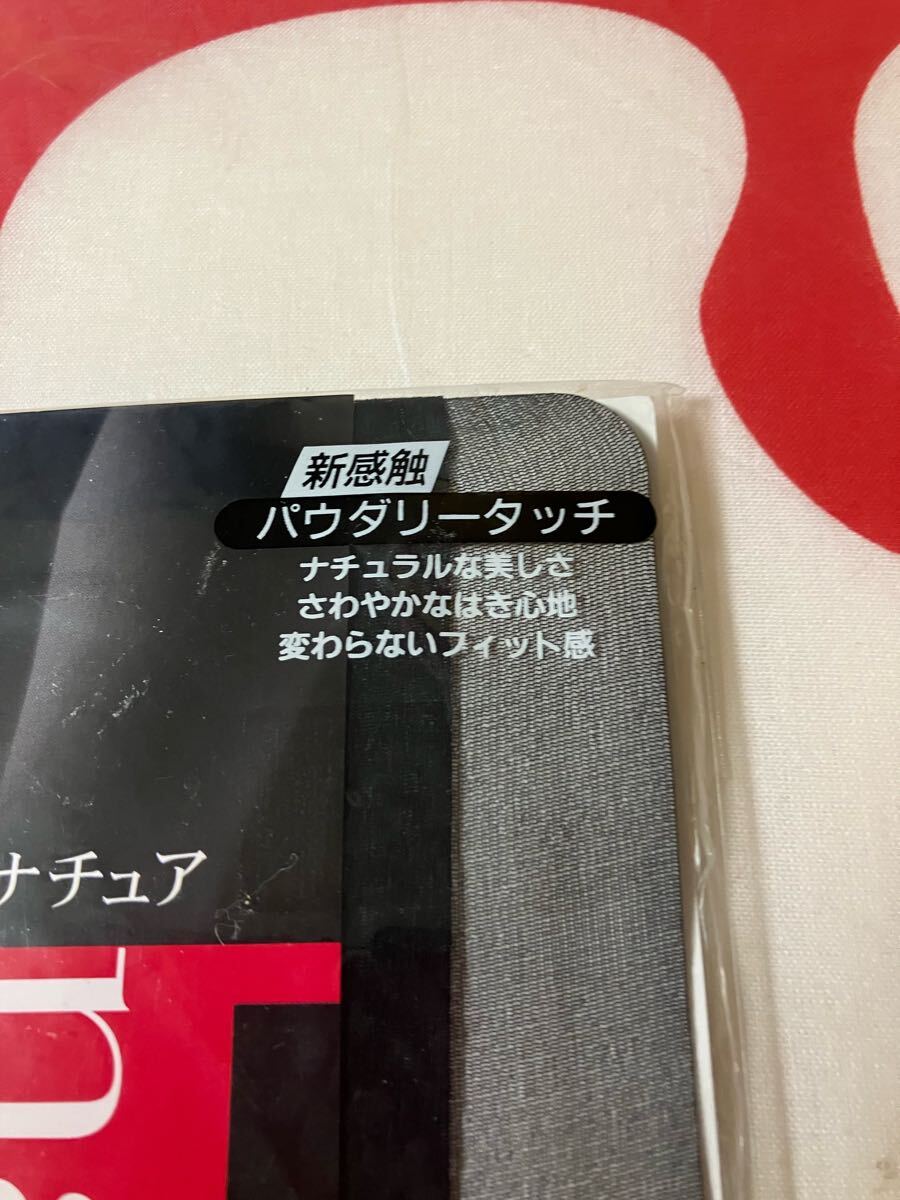 新感触
パウダリータッチ
ナチュラルな美しさ
さわやかなはき心地
変わらないフィット感
ナチュア